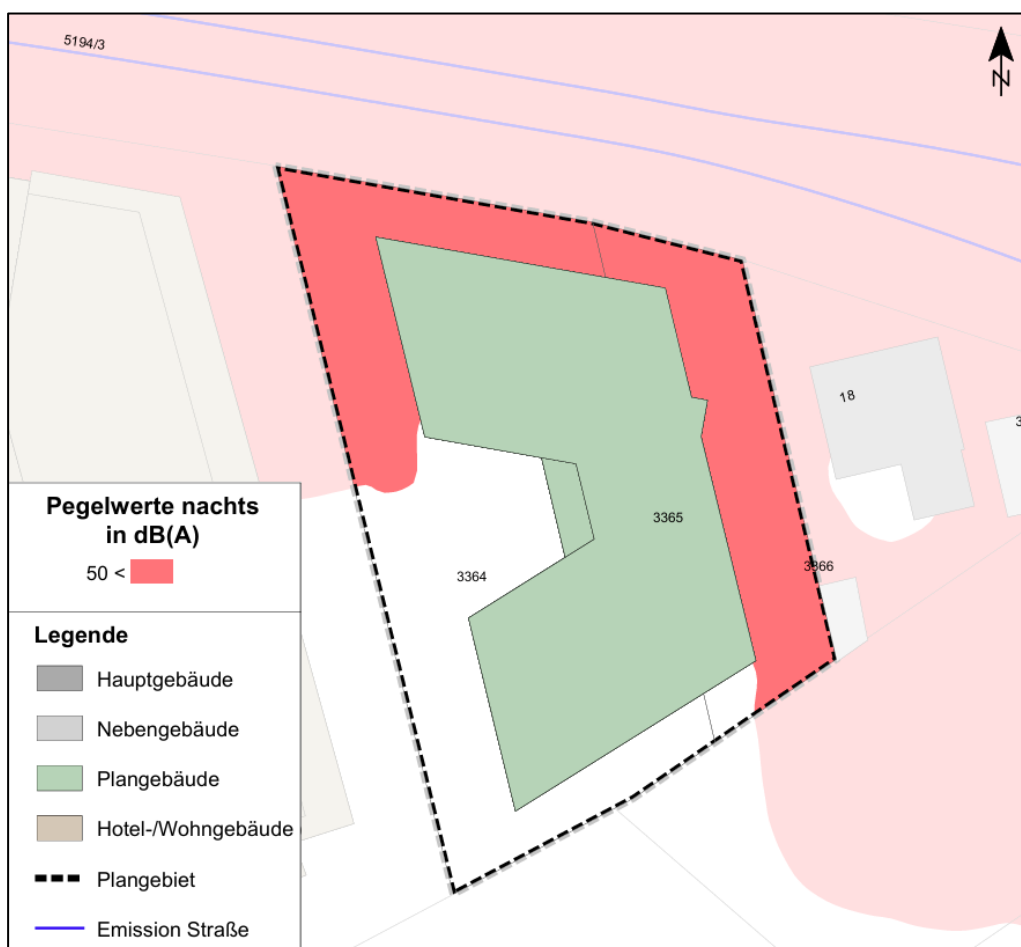 5194/3
N
18
3
3365
3366
3364
Pegelwerte nachts
in dB(A)
50 <
Legende
Hauptgebäude
Nebengebäude
Plangebäude
Hotel-/Wohngebäude
Plangebiet
Emission Straße